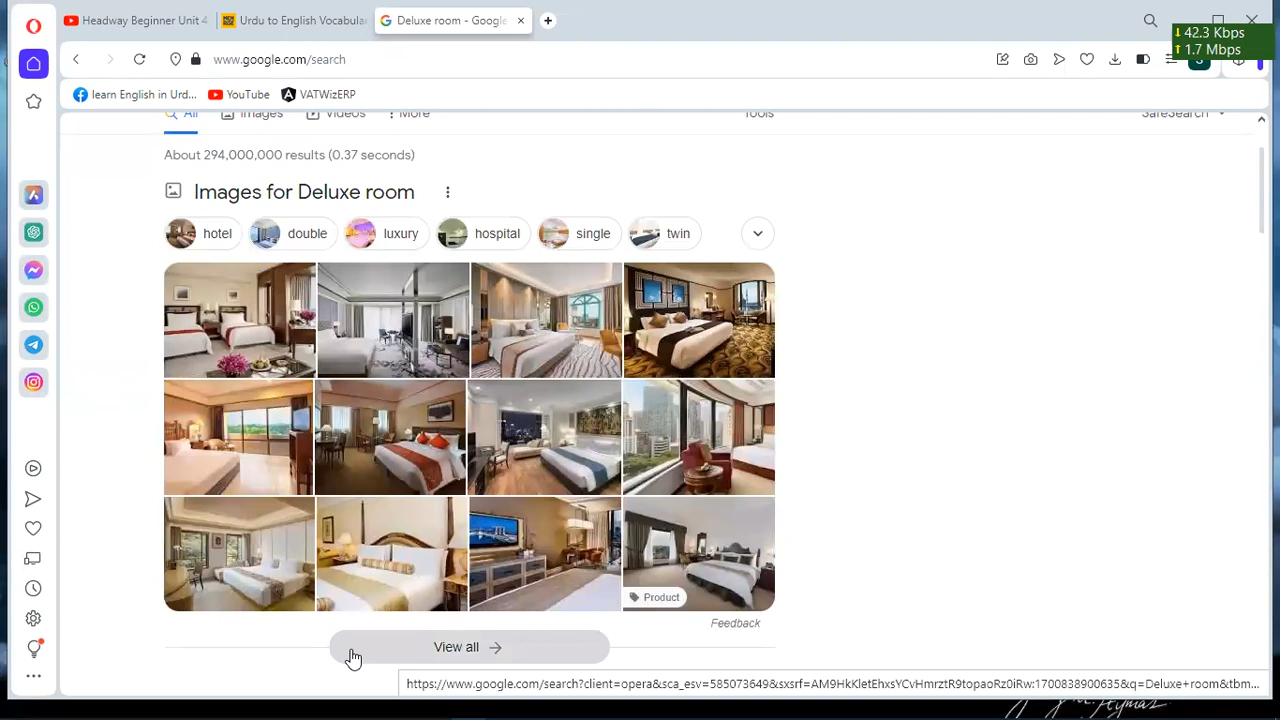 Headway Beginner Unit 4
Urdu to English Vocabula
Deluxe room - Google
42.3 Kbps
1.7 Mbps
www.google.com/search
learn English in Urd...
YouTube
VATWizERP
All
Images
Videos
More
Tools
SafeSearch
About 294,000,000 results (0.37 seconds)
Images for Deluxe room
hotel
double
luxury
hospital
single
twin
Product
Feedback
View all
https://www.google.com/search?client=opera&sca_esv=585073649&sxsrf=AM9HkKletEhxsYCvHmrztR9topaoRz0iRw:1700838900635&q=Deluxe+room&tbm...